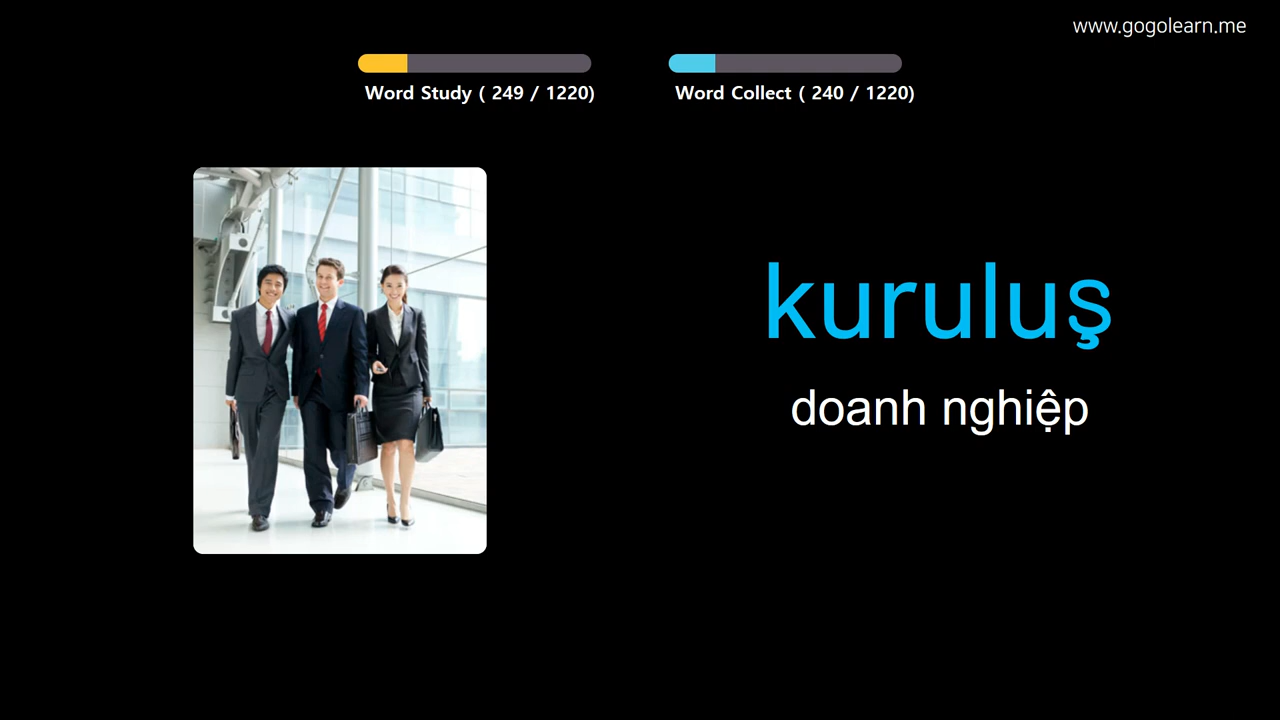 www.gogolearn.me
Word Study ( 249 / 1220)
Word Collect ( 240 / 1220)
kuruluş
doanh nghiệp